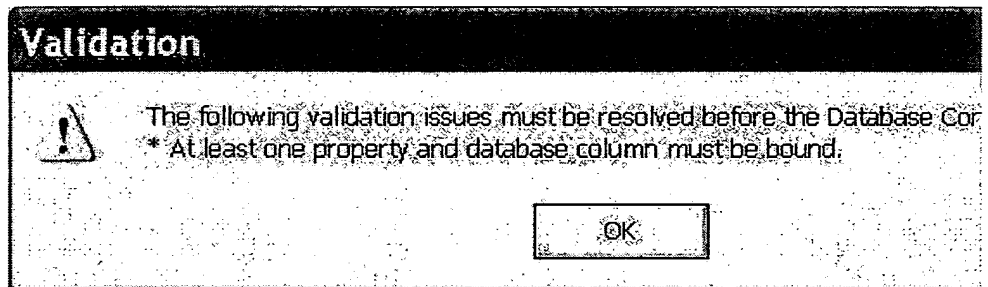 Validation
The following validation issues must be resolved before the Database Cor
* At least one property and database column must be bound.
OK